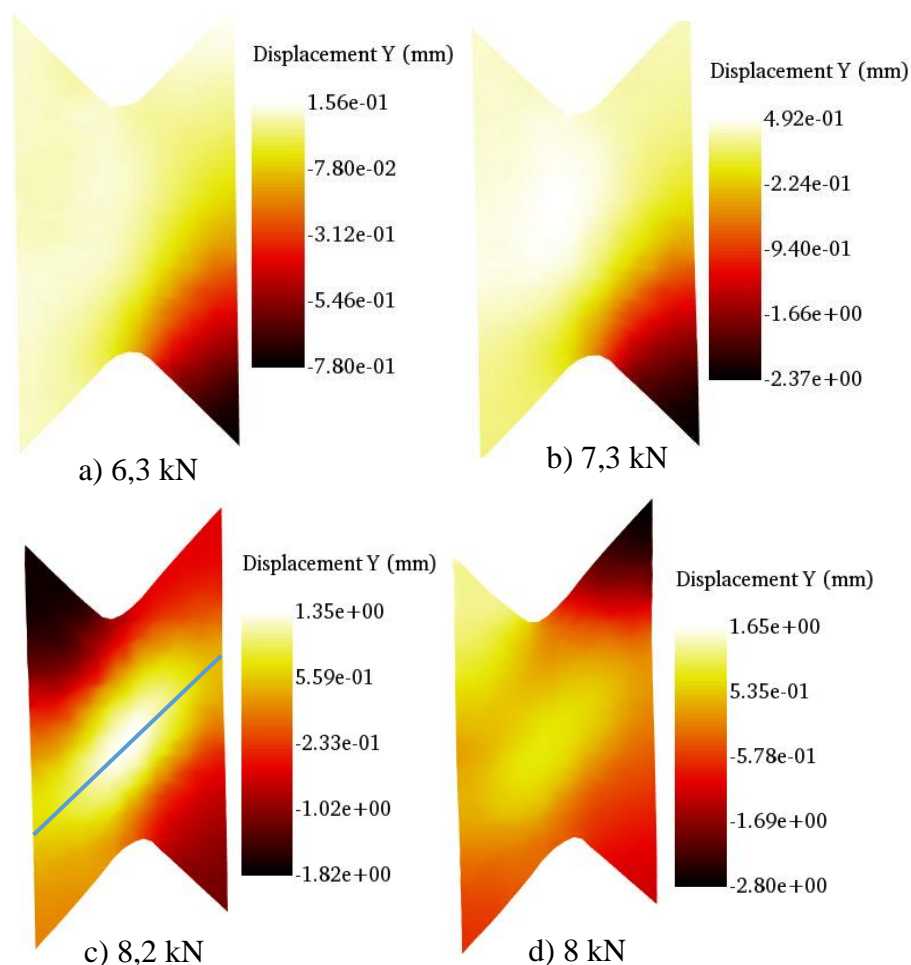 Displacement Y (mm)
1.56e-01
-7.80e-02
-3.12e-01
-5.46e-01
-7.80e-01
a) 6,3 kN
Displacement Y (mm)
4.92e-01
-2.24e-01
-9.40e-01
-1.66e+00
-2.37e+00
b) 7,3 kN
Displacement Y (mm)
1.35e+00
5.59e-01
-2.33e-01
-1.02e+00
-1.82e+00
c) 8,2 kN
Displacement Y (mm)
1.65e+00
5.35e-01
-5.78e-01
-1.69e+00
-2.80e+00
d) 8 kN